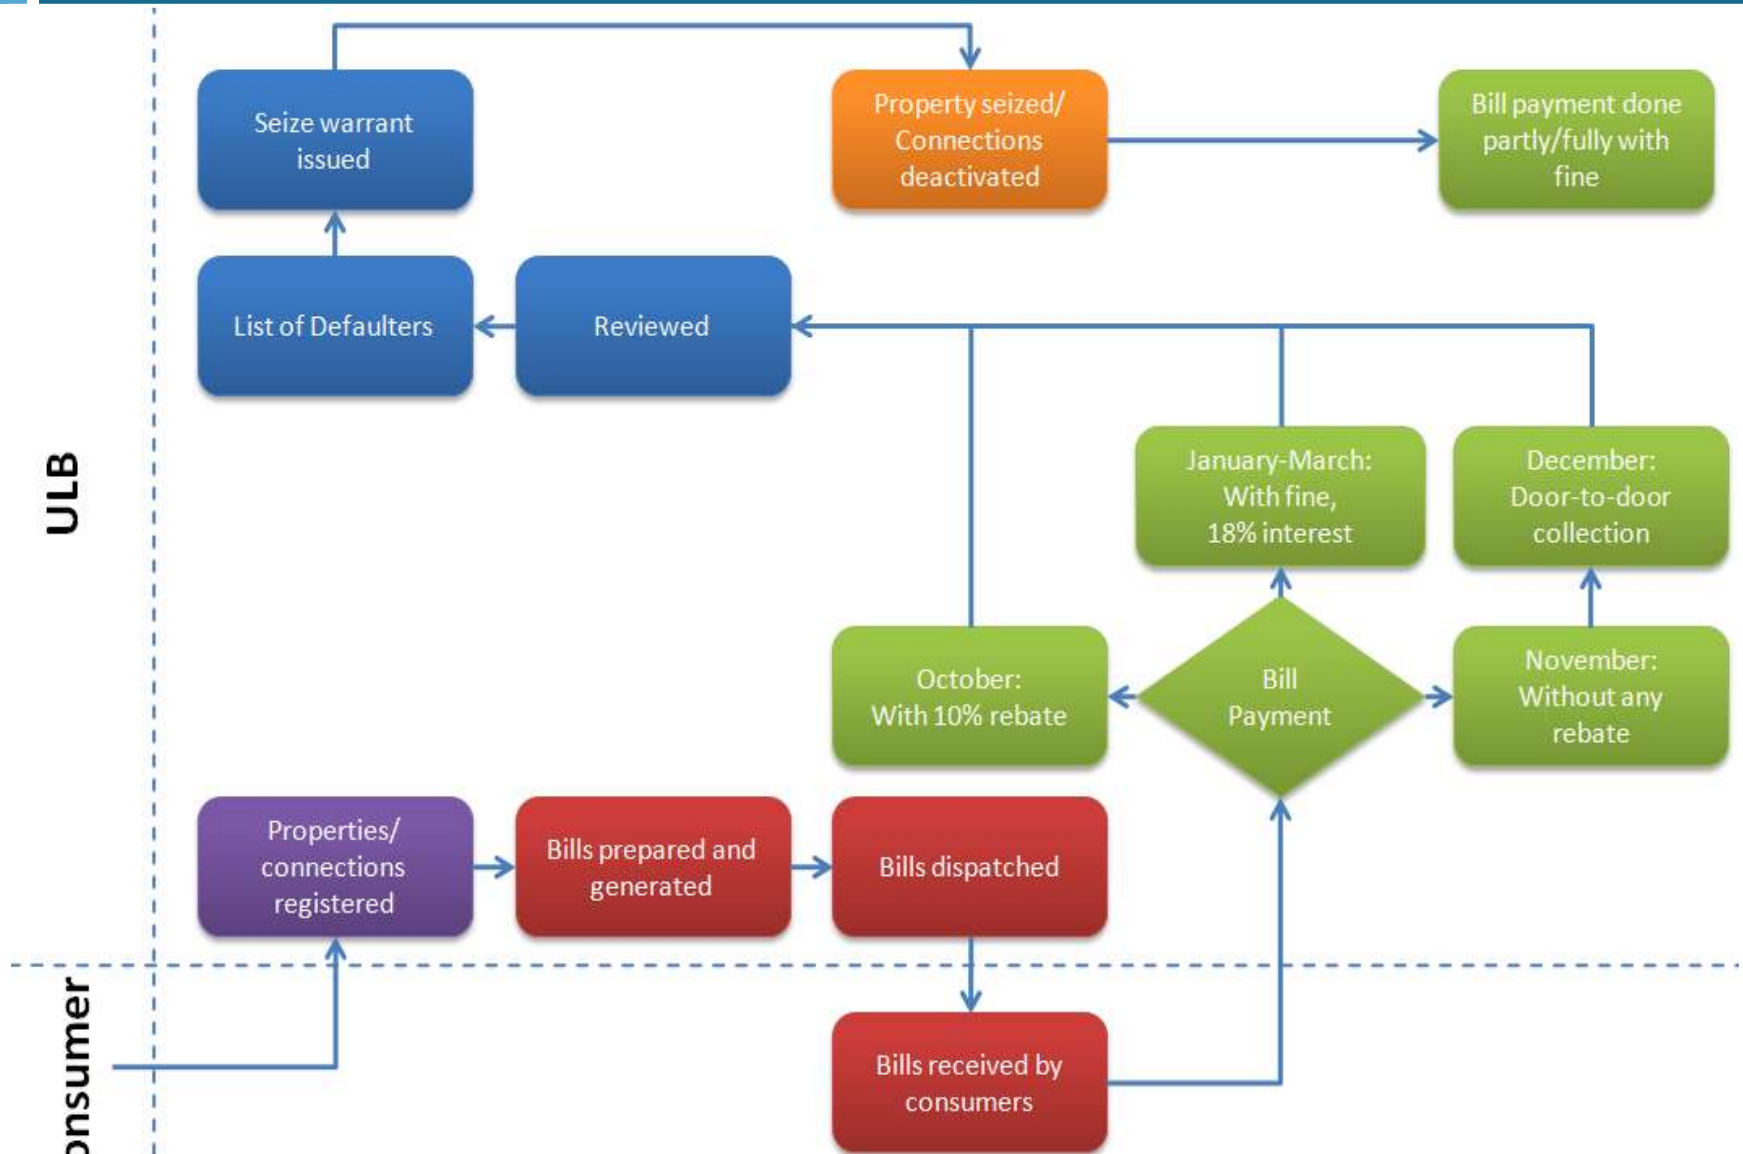 Seize warrant
issued
Property seized/
Connections
deactivated
Bill payment done
partly/fully with
fine
List of Defaulters
Reviewed
ULB
January-March:
With fine,
18% interest
December:
Door-to-door
collection
October:
With 10% rebate
Bill
Payment
November:
Without any
rebate
Properties/
connections
registered
Bills prepared and
generated
Bills dispatched
onsumer
Bills received by
consumers